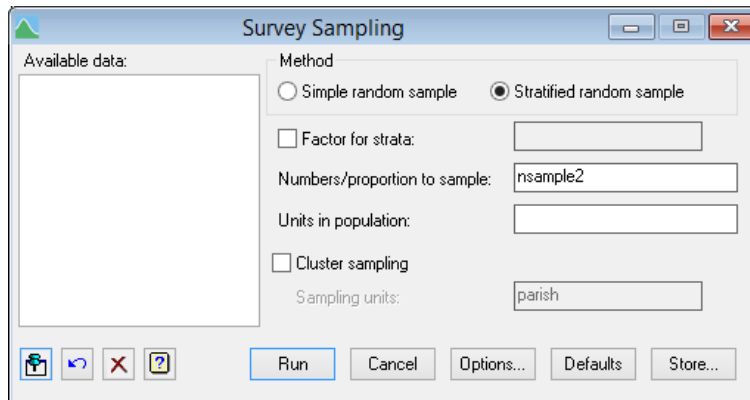 Survey Sampling
Available data:
Method
Simple random sample
Stratified random sample
Factor for strata:
Numbers/proportion to sample: nsample2
Units in population:
Cluster sampling
Sampling units: parish
Run Cancel Options... Defaults Store...